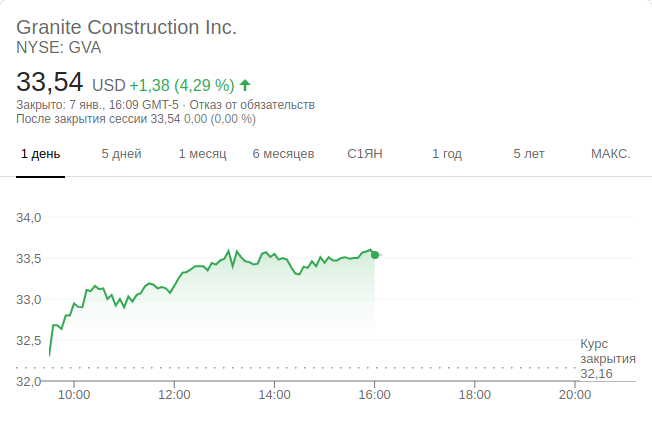 Granite Construction Inc.
NYSE: GVA
33,54 USD +1,38 (4,29 %)
Закрыто: 7 янв., 16:09 GMT-5 · Отказ от обязательств
После закрытия сессии 33,54 0,00 (0,00 %)
1 день 5 дней 1 месяц 6 месяцев С1ЯН 1 год 5 лет МАКС.
34,0
33,5
33,0
32,5
Курс
закрытия
32,16
32,0
10:00 12:00 14:00 16:00 18:00 20:00